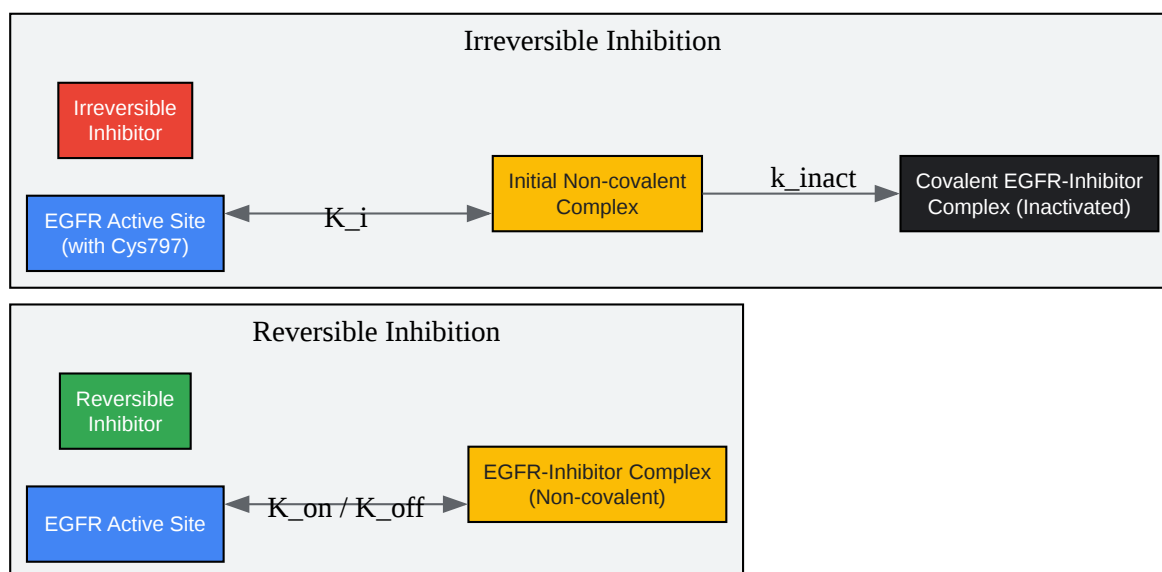 Irreversible Inhibition
Irreversible
Inhibitor
EGFR Active Site
(with Cys797)
K_i
Initial Non-covalent
Complex
k_inact
Covalent EGFR-Inhibitor
Complex (Inactivated)
Reversible Inhibition
Reversible
Inhibitor
EGFR Active Site
K_on / K_off
EGFR-Inhibitor Complex
(Non-covalent)